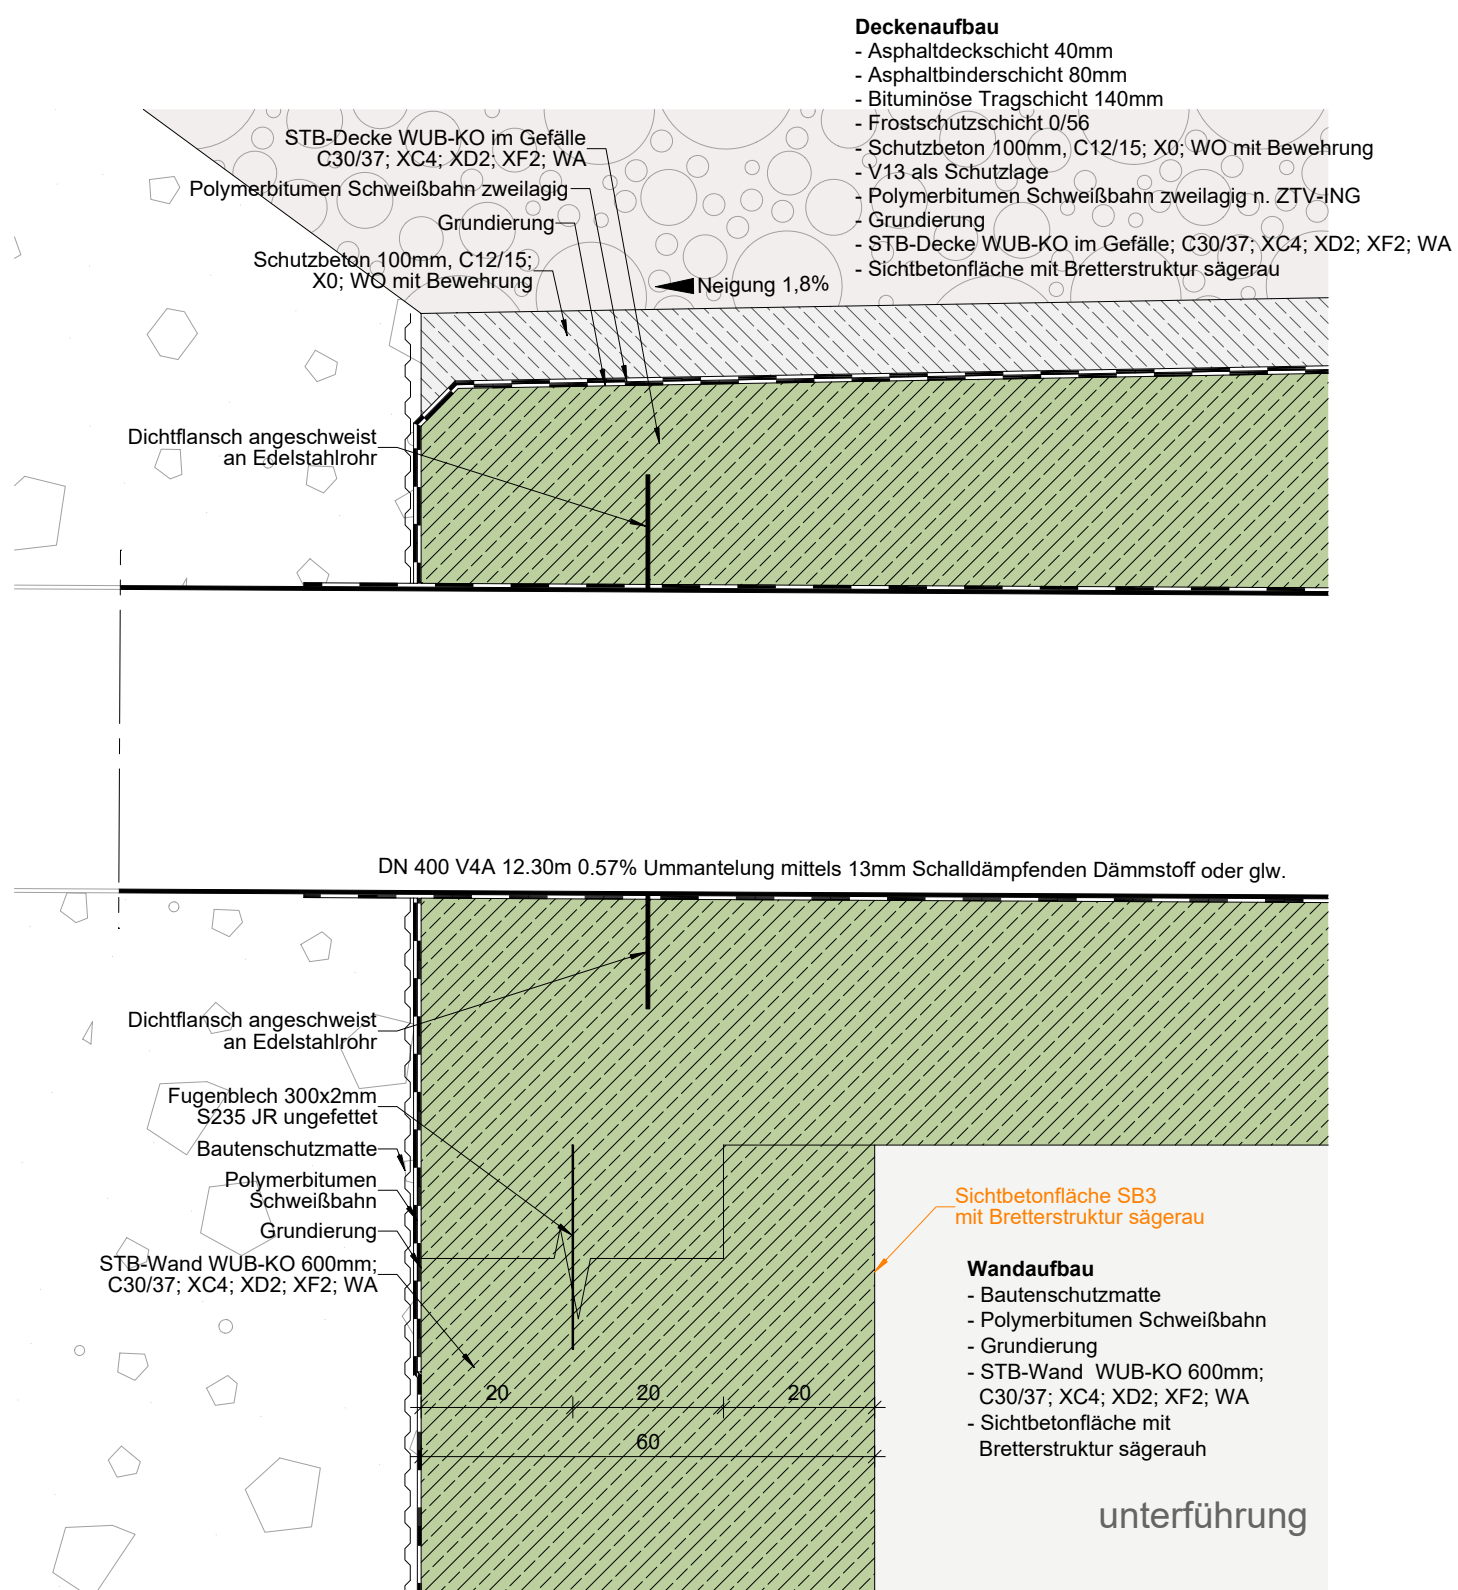 Deckenaufbau
- Asphaltdeckschicht 40mm
- Asphaltbinderschicht 80mm
- Bituminöse Tragschicht 140mm
- Frostschutzschicht 0/56
- Schutzbeton 100mm, C12/15; X0; WO mit Bewehrung
- V13 als Schutzlage
- Polymerbitumen Schweißbahn zweilagig n. ZTV-ING
- Grundierung
- STB-Decke WUB-KO im Gefälle; C30/37; XC4; XD2; XF2; WA
- Sichtbetonfläche mit Bretterstruktur sägerau
STB-Decke WUB-KO im Gefälle
C30/37; XC4; XD2; XF2; WA
Polymerbitumen Schweißbahn zweilagig
Grundierung
Schutzbeton 100mm, C12/15;
X0; WO mit Bewehrung
Neigung 1,8%
Dichtflansch angeschweist
an Edelstahlrohr
DN 400 V4A 12.30m 0.57% Ummantelung mittels 13mm Schalldämpfenden Dämmstoff oder glw.
Dichtflansch angeschweist
an Edelstahlrohr
Fugenblech 300x2mm
S235 JR ungefettet
Bautenschutzmatte
Polymerbitumen
Schweißbahn
Grundierung
STB-Wand WUB-KO 600mm;
C30/37; XC4; XD2; XF2; WA
Sichtbetonfläche SB3
mit Bretterstruktur sägerau
Wandaufbau
- Bautenschutzmatte
- Polymerbitumen Schweißbahn
- Grundierung
- STB-Wand WUB-KO 600mm;
C30/37; XC4; XD2; XF2; WA
- Sichtbetonfläche mit
Bretterstruktur sägerauh
20 20 20
60
unterführung